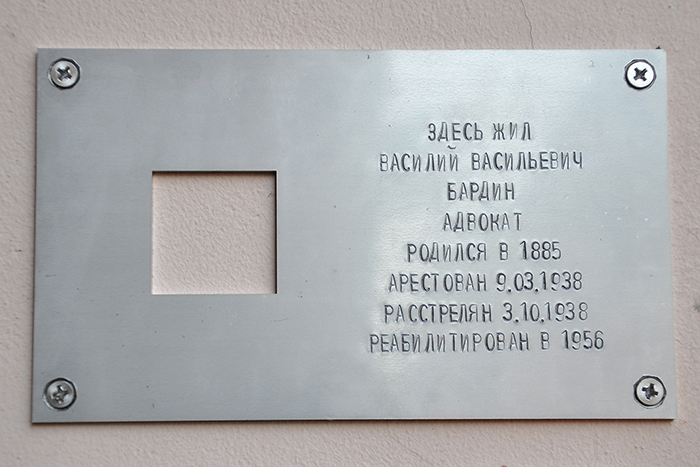 ЗДЕСЬ ЖИЛ
ВАСИЛИЙ ВАСИЛЬЕВИЧ
БАРДИН
АДВОКАТ
РОДИЛСЯ В 1885
АРЕСТОВАН 9.03.1938
РАССТРЕЛЯН 3.10.1938
РЕАБИЛИТИРОВАН В 1956